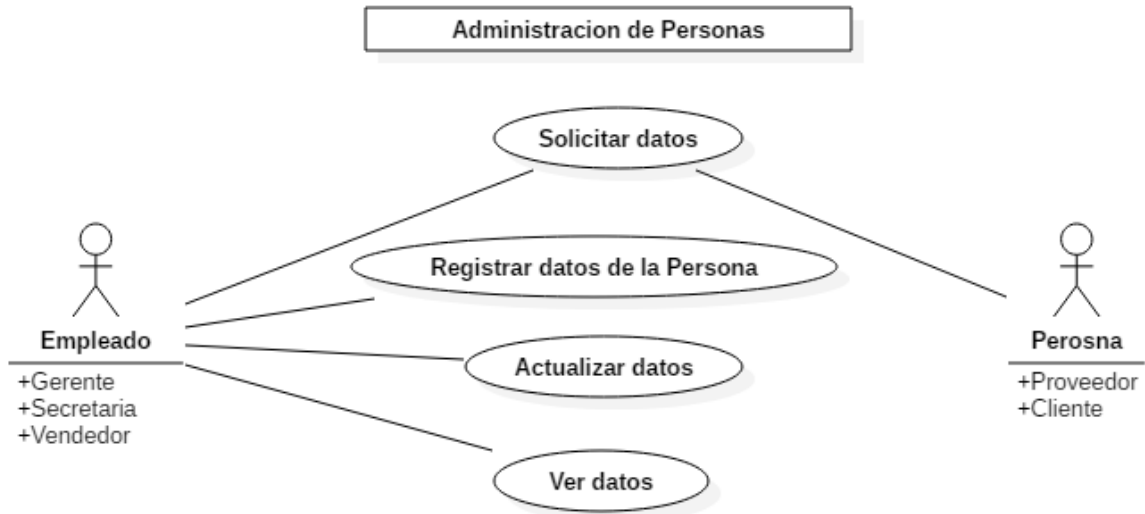 Administracion de Personas
Solicitar datos
Registrar datos de la Persona
Empleado
+Gerente
+Secretaria
+Vendedor
Actualizar datos
Perosna
+Proveedor
+Cliente
Ver datos